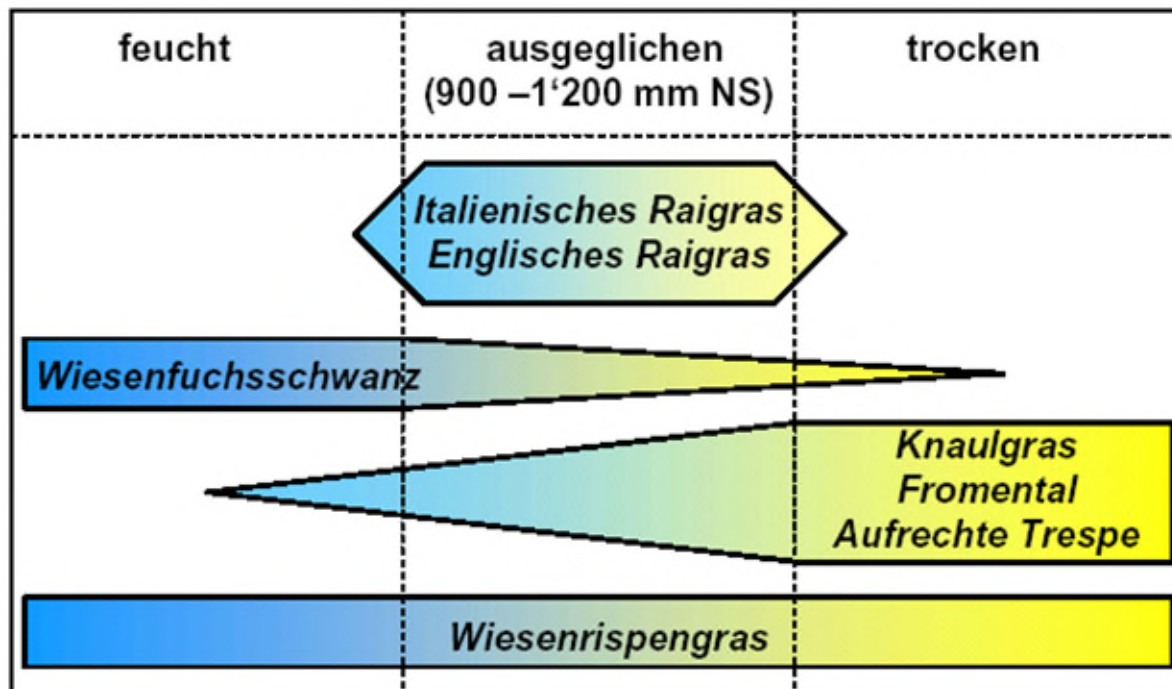 feucht
ausgeglichen
(900 –1‘200 mm NS)
trocken
Italienisches Raigras
Englisches Raigras
Wiesenfuchsschwanz
Knaulgras
Fromental
Aufrechte Trespe
Wiesenrispengras